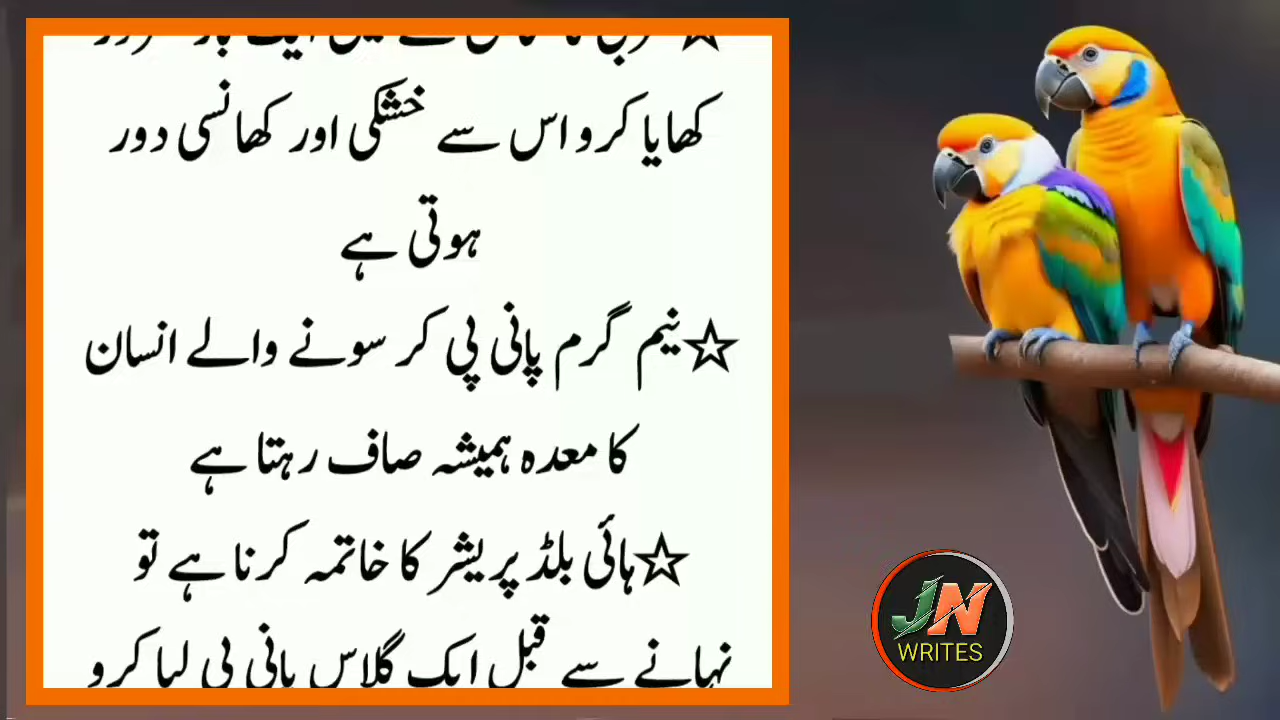 کھایا کرو اس سے خشکی اور کھانسی دور
ہوتی ہے
☆نیم گرم پانی پی کر سونے والے انسان
کا معدہ ہمیشہ صاف رہتا ہے
☆ہائی بلڈ پریشر کا خاتمہ کرنا ہے تو
نہانے سے قبل ایک گلاس پانی پی لیا کرو
JN
WRITES